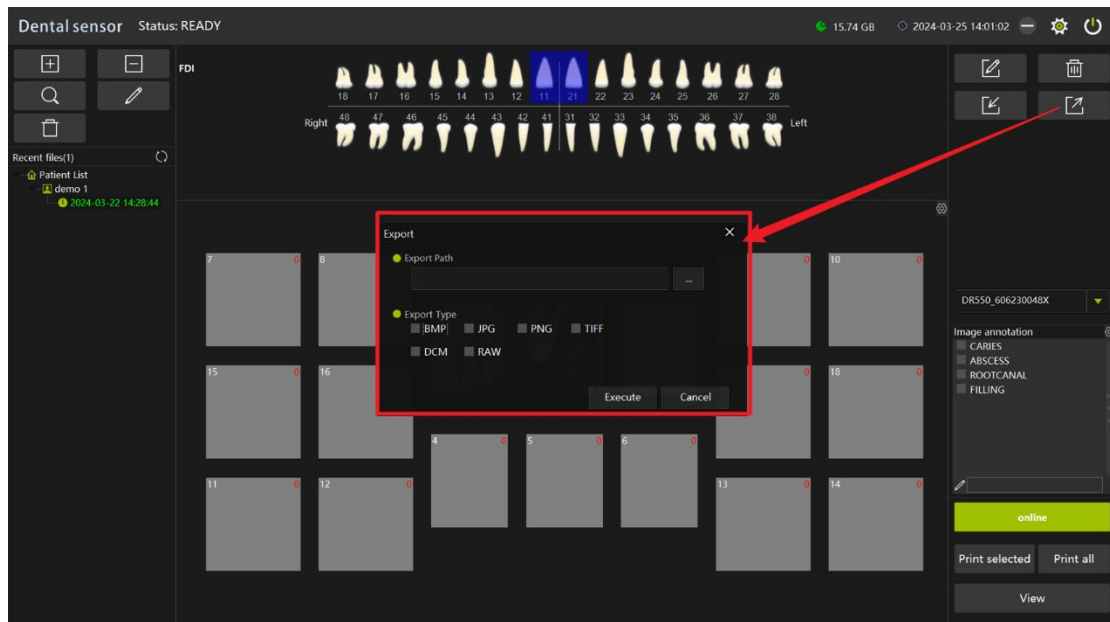 Dental sensor Status: READY 15.74 GB 2024-03-25 14:01:02
FDI
18 17 16 15 14 13 12 11 21 22 23 24 25 26 27 28
Right 48 47 46 45 44 43 42 41 31 32 33 34 35 36 37 38 Left
Recent files(1)
Patient List
demo 1
2024-03-22 14:28:44
Export
Export Path
...
Export Type
BMP JPG PNG TIFF
DCM RAW
Execute Cancel
7 0 8 0 10 0
15 0 16 0 18 0
4 0 5 0 6 0
11 0 12 0 13 0 14 0
DR550_606230048X
Image annotation
CARIES
ABSCESS
ROOTCANAL
FILLING
online
Print selected Print all
View